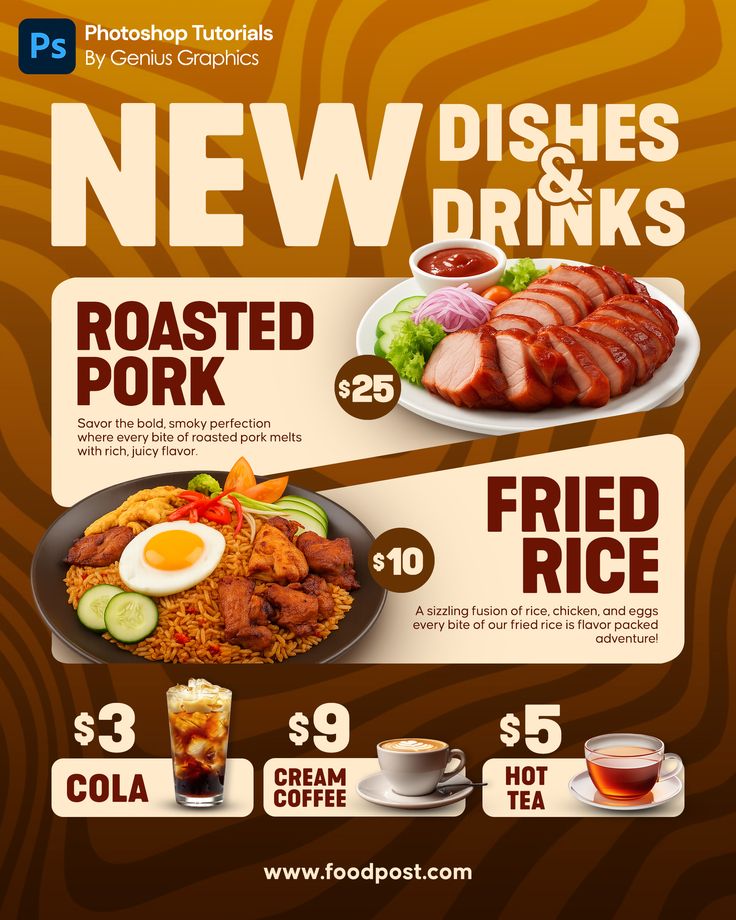 Ps
Photoshop Tutorials
By Genius Graphics
NEW
DISHES
&
DRINKS
ROASTED
PORK
$25
Savor the bold, smoky perfection
where every bite of roasted pork melts
with rich, juicy flavor.
FRIED
RICE
$10
A sizzling fusion of rice, chicken, and eggs
every bite of our fried rice is flavor packed
adventure!
$3
COLA
$9
CREAM
COFFEE
$5
HOT
TEA
www.foodpost.com